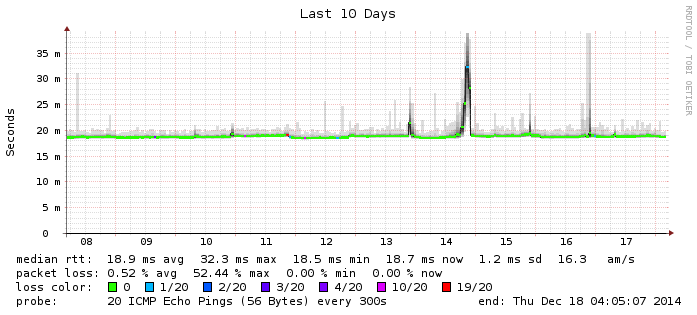 Last 10 Days
RRDTOOL / TOBI OETIKER
Seconds
35 m
30 m
25 m
20 m
15 m
10 m
5 m
0
08 09 10 11 12 13 14 15 16 17
median rtt: 18.9 ms avg 32.3 ms max 18.5 ms min 18.7 ms now 1.2 ms sd 16.3 am/s
packet loss: 0.52 % avg 52.44 % max 0.00 % min 0.00 % now
loss color: 0 1/20 2/20 3/20 4/20 10/20 19/20
probe: 20 ICMP Echo Pings (56 Bytes) every 300s end: Thu Dec 18 04:05:07 2014